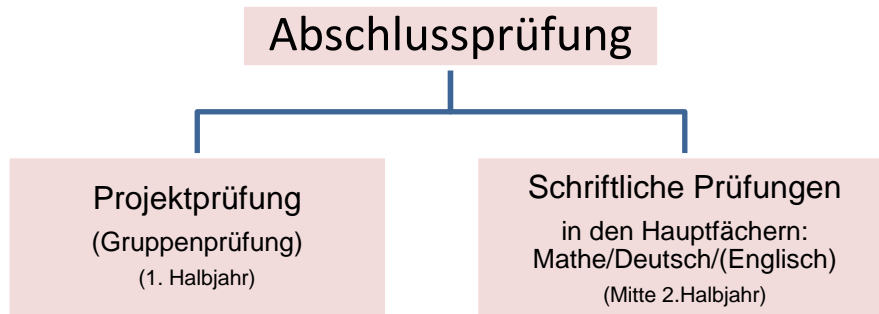 Abschlussprüfung
Projektprüfung
(Gruppenprüfung)
(1. Halbjahr)
Schriftliche Prüfungen
in den Hauptfächern:
Mathe/Deutsch/(Englisch)
(Mitte 2.Halbjahr)